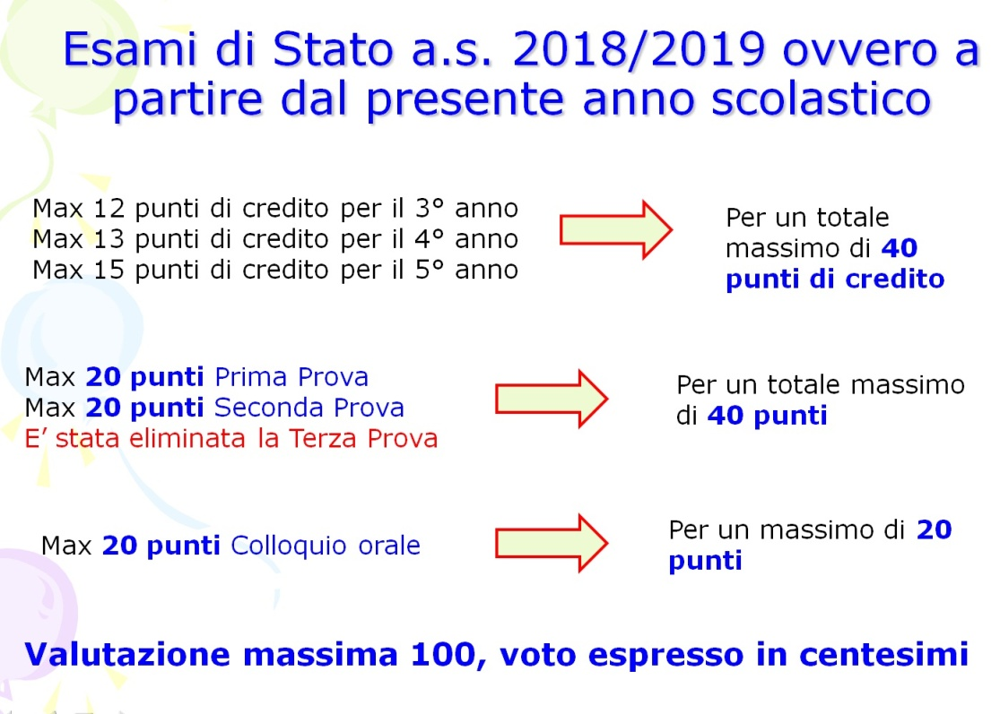 Esami di Stato a.s. 2018/2019 ovvero a
partire dal presente anno scolastico
Max 12 punti di credito per il 3° anno
Max 13 punti di credito per il 4° anno
Max 15 punti di credito per il 5° anno
Per un totale
massimo di 40
punti di credito
Max 20 punti Prima Prova
Max 20 punti Seconda Prova
E’ stata eliminata la Terza Prova
Per un totale massimo
di 40 punti
Max 20 punti Colloquio orale
Per un massimo di 20
punti
Valutazione massima 100, voto espresso in centesimi